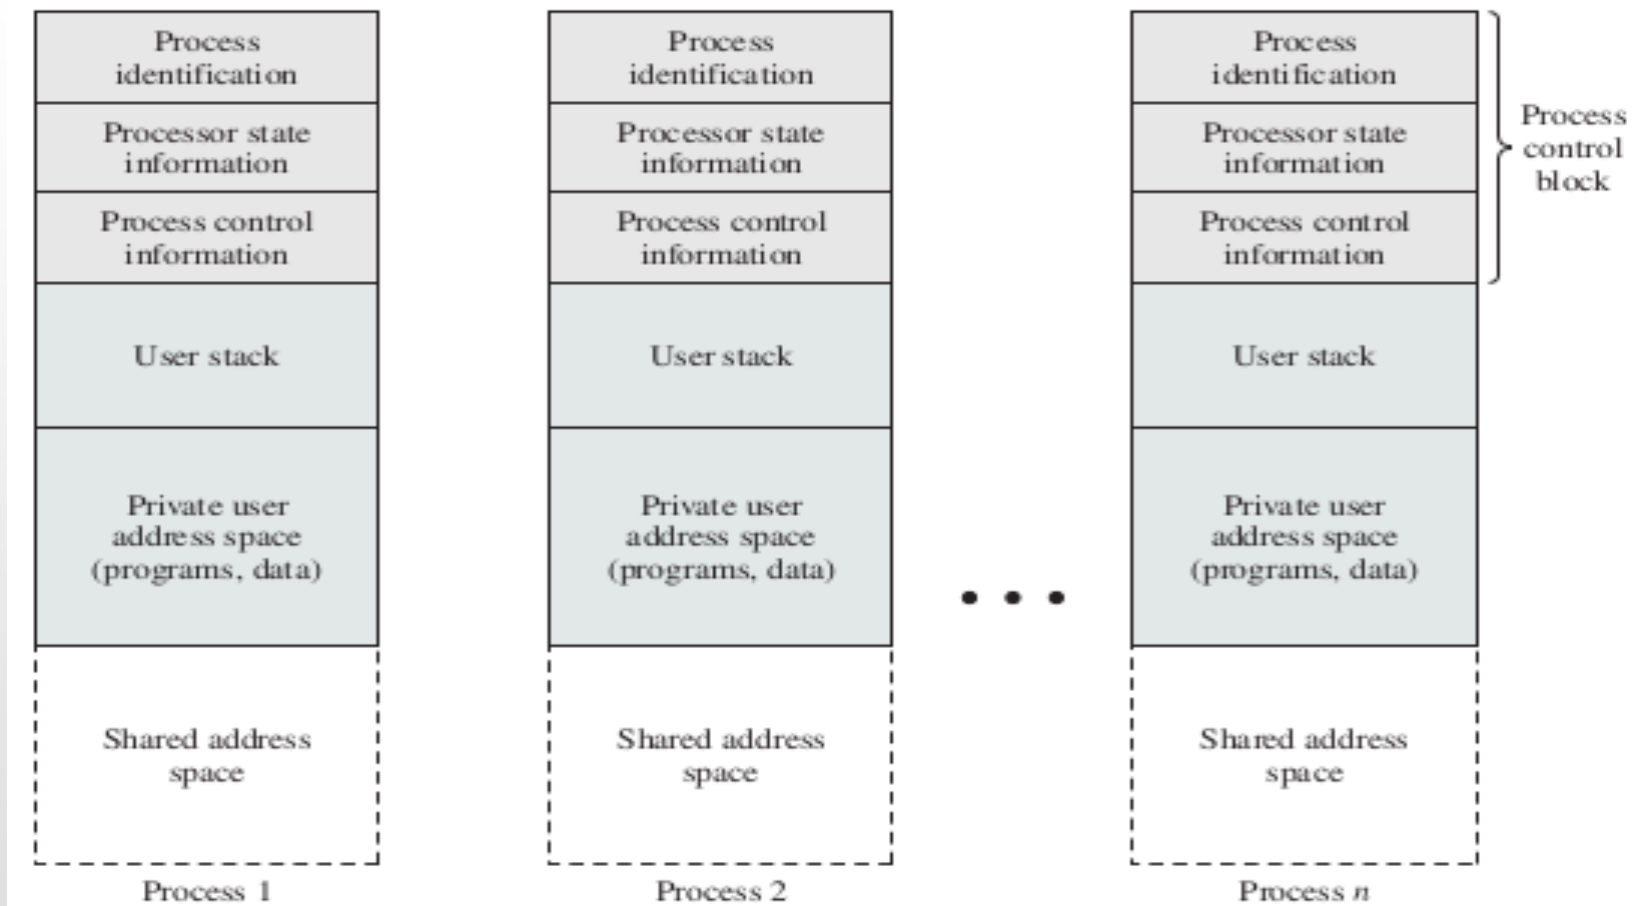 Process
identification
Processor state
information
Process control
information
User stack
Private user
address space
(programs, data)
Shared address
space
Process 1
Process
identification
Processor state
information
Process control
information
User stack
Private user
address space
(programs, data)
Shared address
space
Process 2
Process
identification
Processor state
information
Process control
information
User stack
Private user
address space
(programs, data)
Shared address
space
Process n
Process
control
block